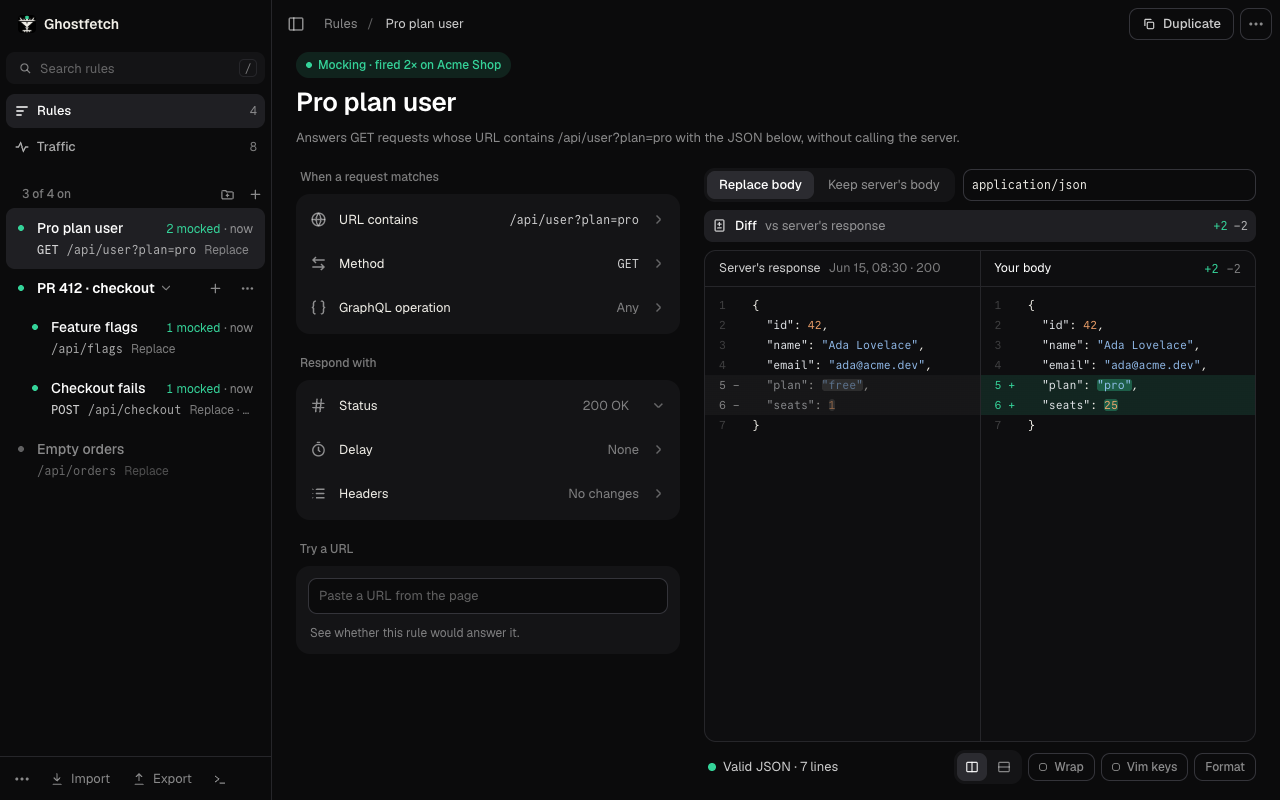 Ghostfetch
Search rules /
Rules 4
Traffic 8
3 of 4 on
Pro plan user 2 mocked · now
GET /api/user?plan=pro Replace
PR 412 · checkout
Feature flags 1 mocked · now
/api/flags Replace
Checkout fails 1 mocked · now
POST /api/checkout Replace · …
Empty orders
/api/orders Replace
Import Export
Rules / Pro plan user
Duplicate
Mocking · fired 2× on Acme Shop
Pro plan user
Answers GET requests whose URL contains /api/user?plan=pro with the JSON below, without calling the server.
When a request matches
URL contains /api/user?plan=pro
Method GET
GraphQL operation Any
Respond with
Status 200 OK
Delay None
Headers No changes
Try a URL
Paste a URL from the page
See whether this rule would answer it.
Replace body Keep server's body application/json
Diff vs server's response +2 −2
Server's response Jun 15, 08:30 · 200
1 {
2 "id": 42,
3 "name": "Ada Lovelace",
4 "email": "ada@acme.dev",
5 − "plan": "free",
6 − "seats": 1
7 }
Your body +2 −2
1 {
2 "id": 42,
3 "name": "Ada Lovelace",
4 "email": "ada@acme.dev",
5 + "plan": "pro",
6 + "seats": 25
7 }
Valid JSON · 7 lines
Wrap Vim keys Format